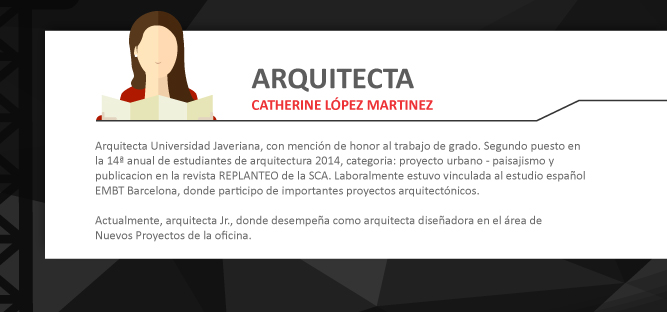 ARQUITECTA
CATHERINE LÓPEZ MARTINEZ
Arquitecta Universidad Javeriana, con mención de honor al trabajo de grado. Segundo puesto en
la 14ª anual de estudiantes de arquitectura 2014, categoria: proyecto urbano - paisajismo y
publicacion en la revista REPLANTEO de la SCA. Laboralmente estuvo vinculada al estudio español
EMBT Barcelona, donde participo de importantes proyectos arquitectónicos.
Actualmente, arquitecta Jr., donde desempeña como arquitecta diseñadora en el área de
Nuevos Proyectos de la oficina.